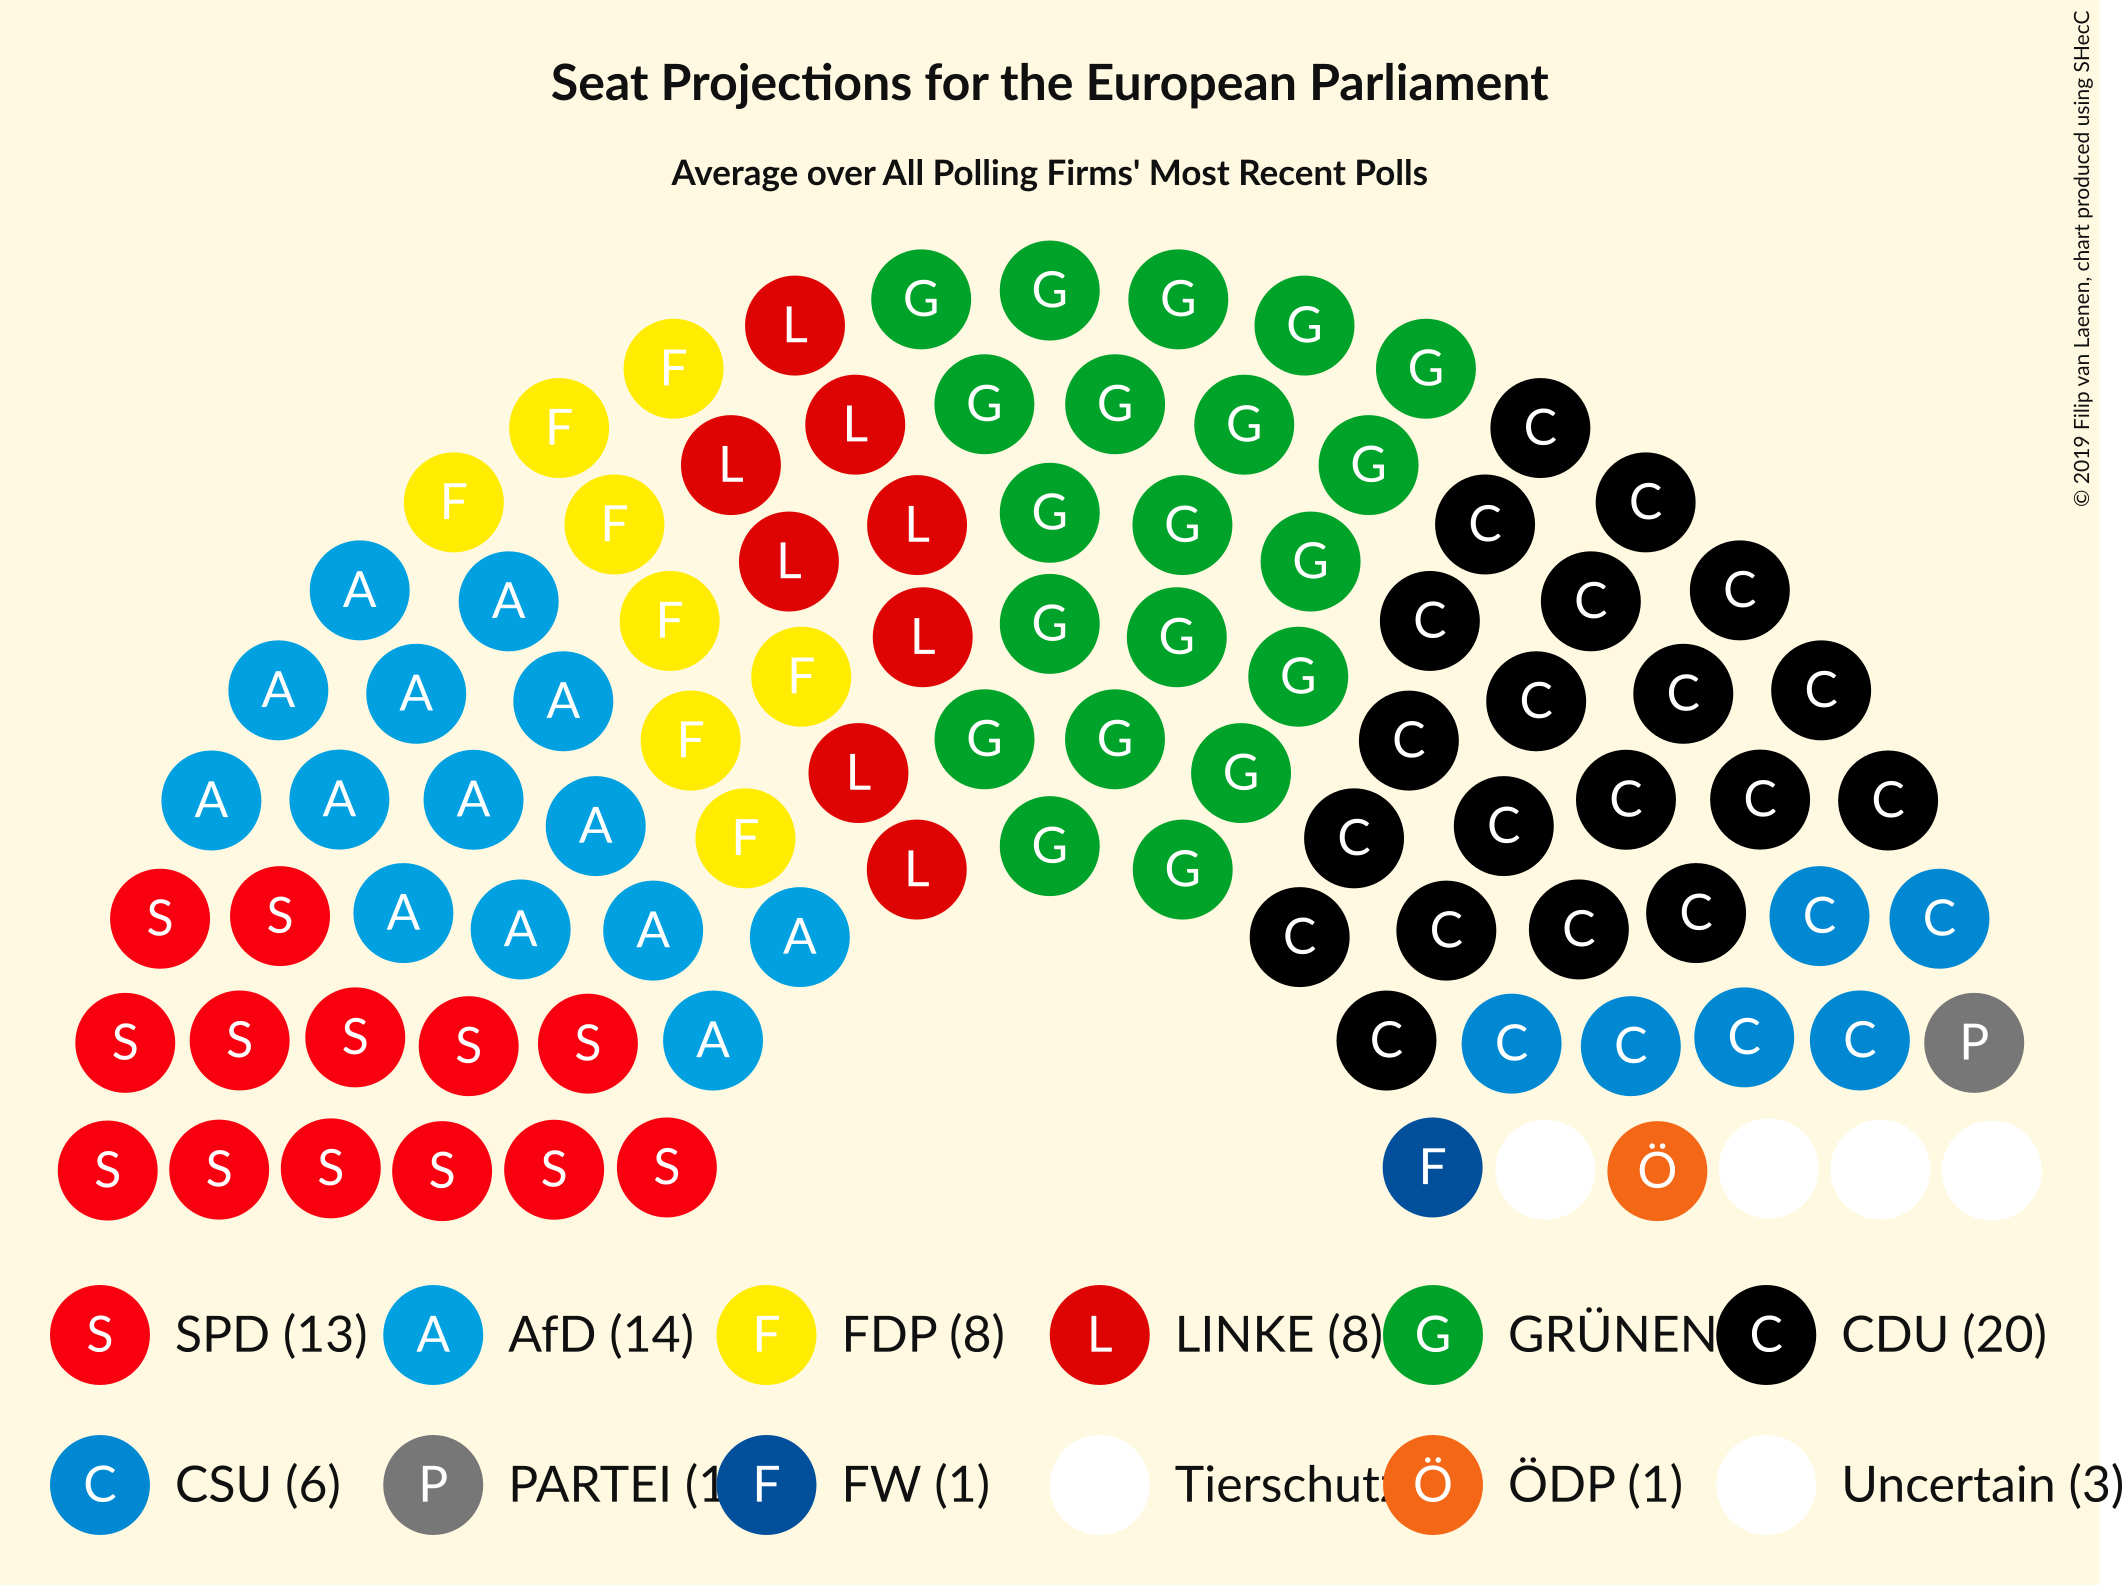 Seat Projections for the European Parliament
Average over All Polling Firms' Most Recent Polls
© 2019 Filip van Laenen, chart produced using SHecC
G G G G G
L L
F G G G G
F L L C
F F L G G G C C
A A F L G G G C C C
A A A F F G G G C C C C
A A A A F L G G C C C C C
S S A A A A L C C C C C C
S S S S S A C C C C C P
S S S S S S F Ö
S SPD (13) A AfD (14) F FDP (8) L LINKE (8) G GRÜNEN C CDU (20)
C CSU (6) P PARTEI (1 F FW (1) Tierschutz Ö ÖDP (1) Uncertain (3)